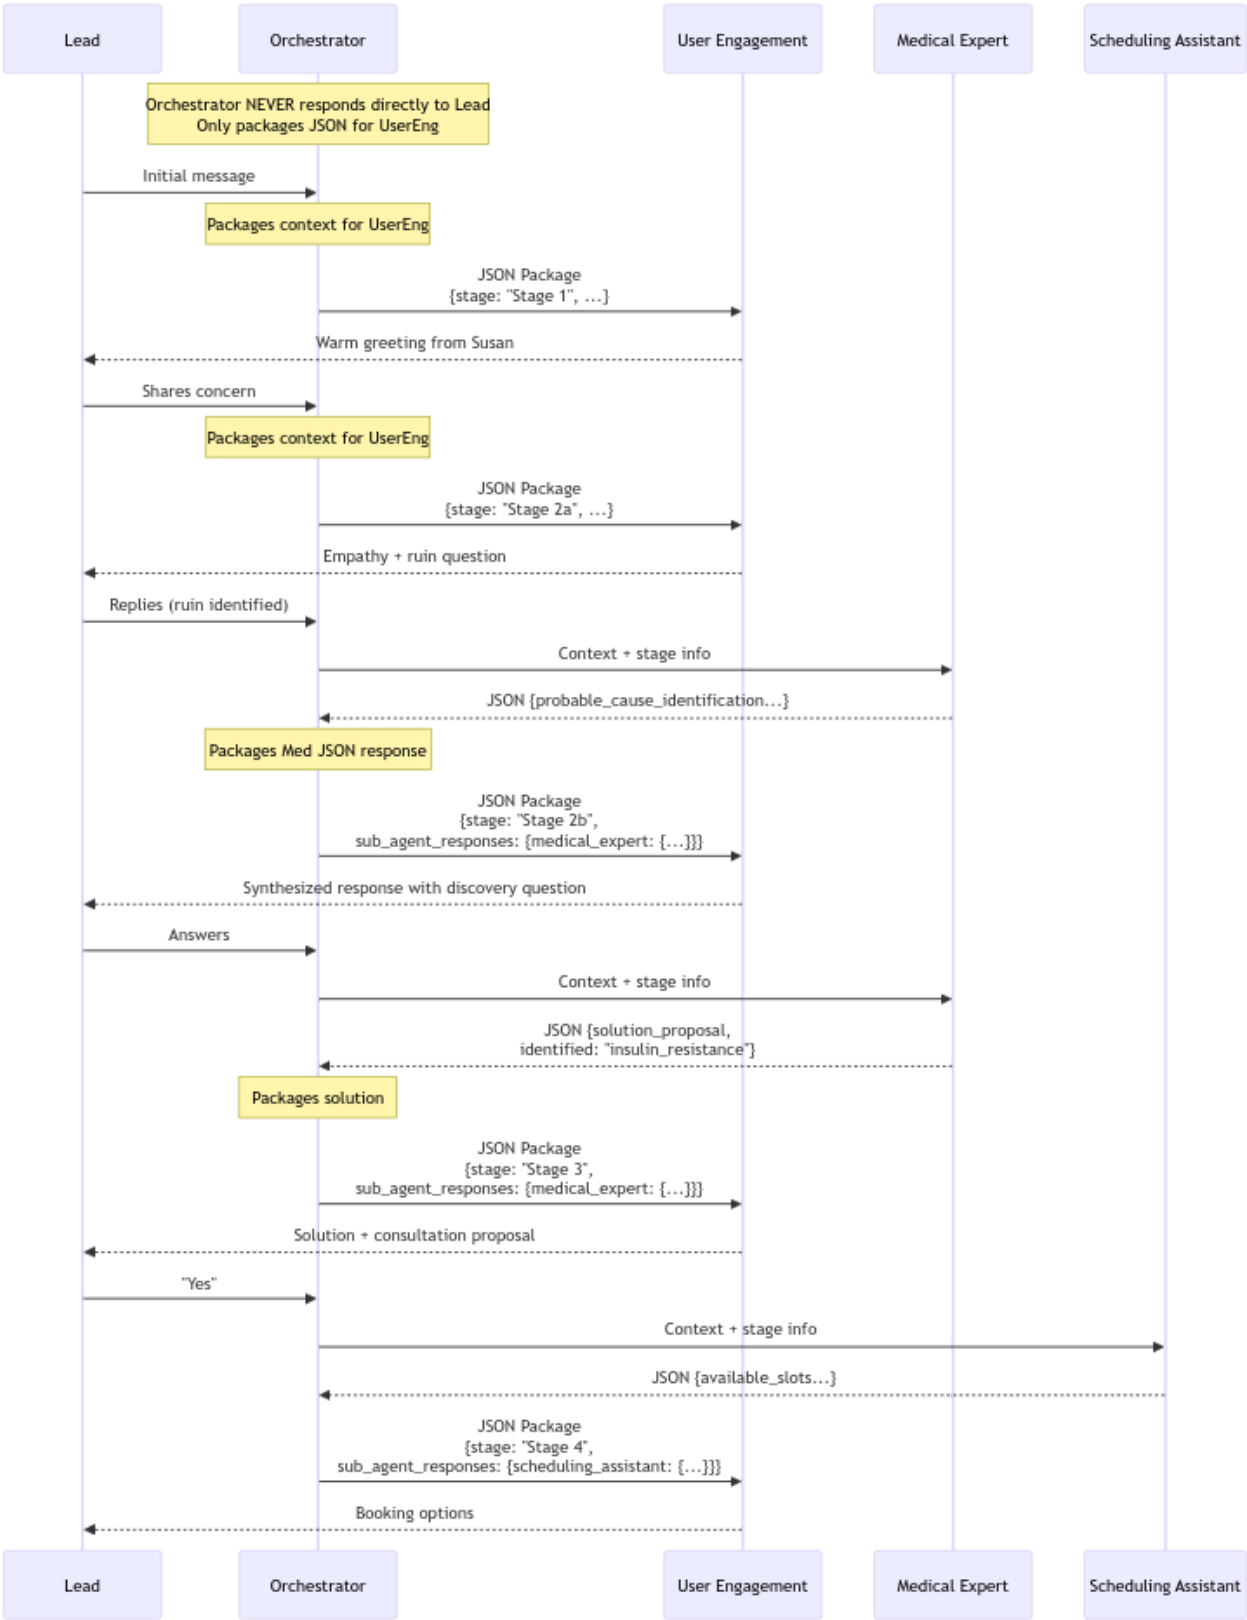 Lead
Orchestrator
User Engagement
Medical Expert
Scheduling Assistant
Orchestrator NEVER responds directly to Lead
Only packages JSON for UserEng
Initial message
Packages context for UserEng
JSON Package
{stage: "Stage 1", ...}
Warm greeting from Susan
Shares concern
Packages context for UserEng
JSON Package
{stage: "Stage 2a", ...}
Empathy + ruin question
Replies (ruin identified)
Context + stage info
JSON {probable_cause_identification...}
Packages Med JSON response
JSON Package
{stage: "Stage 2b",
sub_agent_responses: {medical_expert: {...}}}
Synthesized response with discovery question
Answers
Context + stage info
JSON {solution_proposal,
identified: "insulin_resistance"}
Packages solution
JSON Package
{stage: "Stage 3",
sub_agent_responses: {medical_expert: {...}}}
Solution + consultation proposal
"Yes"
Context + stage info
JSON {available_slots...}
JSON Package
{stage: "Stage 4",
sub_agent_responses: {scheduling_assistant: {...}}}
Booking options
Lead
Orchestrator
User Engagement
Medical Expert
Scheduling Assistant